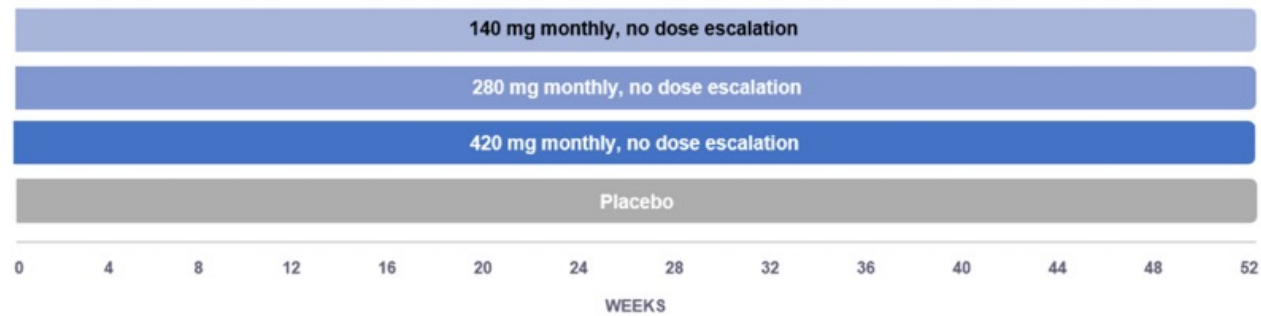 140 mg monthly, no dose escalation
280 mg monthly, no dose escalation
420 mg monthly, no dose escalation
Placebo
0 4 8 12 16 20 24 28 32 36 40 44 48 52
WEEKS